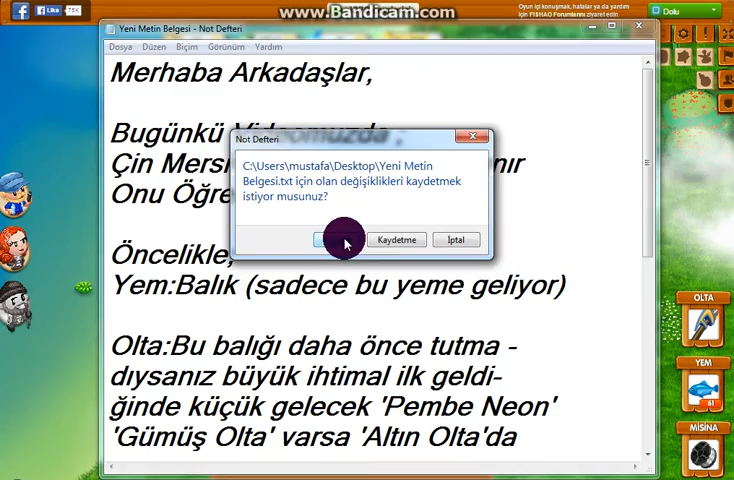 www.Bandicam.com
Like
75K
Oyun içi konuşmak, hatalar ya da yardım
için FISHAO Forumlarını ziyaret edin
Dolu
Yeni Metin Belgesi - Not Defteri
Dosya Düzen Biçim Görünüm Yardım
Merhaba Arkadaşlar,
Bugünkü Videomuzda ;
Çin Mersi
nır
Onu Öğre
Not Defteri
C:\Users\mustafa\Desktop\Yeni Metin
Belgesi.txt için olan değişiklikleri kaydetmek
istiyor musunuz?
Kaydetme
İptal
Öncelikle,
Yem:Balık (sadece bu yeme geliyor)
Olta:Bu balığı daha önce tutma -
dıysanız büyük ihtimal ilk geldi-
ğinde küçük gelecek 'Pembe Neon'
'Gümüş Olta' varsa 'Altın Olta'da
OLTA
YEM
61
MİSİNA